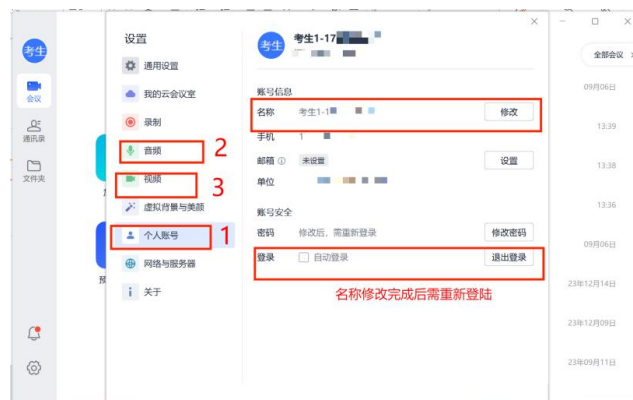 设置
考生
会议
通讯录
文件夹
通用设置
我的云会议室
录制
音频
2
视频
3
虚拟背景与美颜
个人账号
1
网络与服务器
关于
考生
考生1-17
账号信息
名称
考生1-1
修改
手机
1
邮箱
未设置
设置
单位
账号安全
密码
修改后，需重新登录
修改密码
登录
自动登录
退出登录
名称修改完成后需重新登陆
全部会议
09月06日
13:39
13:38
13:36
09月06日
23年12月14日
23年12月09日
23年09月11日